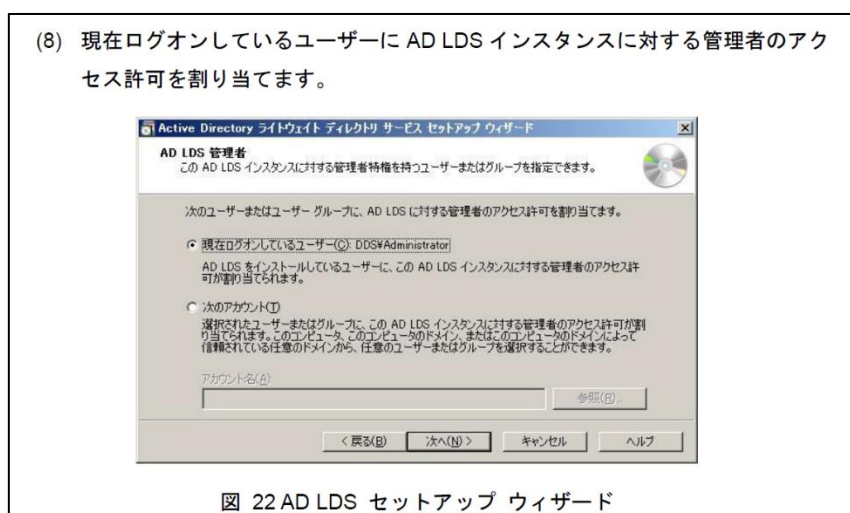 (8) 現在ログオンしているユーザーに AD LDS インスタンスに対する管理者のアク
セス許可を割り当てます。
Active Directory ライトウェイト ディレクトリ サービス セットアップ ウィザード
AD LDS 管理者
この AD LDS インスタンスに対する管理者特権を持つユーザーまたはグループを指定できます。
次のユーザーまたはユーザー グループに、AD LDS に対する管理者のアクセス許可を割り当てます。
現在ログオンしているユーザー(C): DDS¥Administrator
AD LDS をインストールしているユーザーに、この AD LDS インスタンスに対する管理者のアクセス許
可が割り当てられます。
次のアカウント(T)
選択されたユーザーまたはグループに、この AD LDS インスタンスに対する管理者のアクセス許可が割
り当てられます。このコンピュータ、このコンピュータのドメイン、またはこのコンピュータのドメインによって
信頼されている任意のドメインから、任意のユーザーまたはグループを選択することができます。
アカウント名(A):
参照(R)...
< 戻る(B) 次へ(N) > キャンセル ヘルプ
図 22 AD LDS セットアップ ウィザード